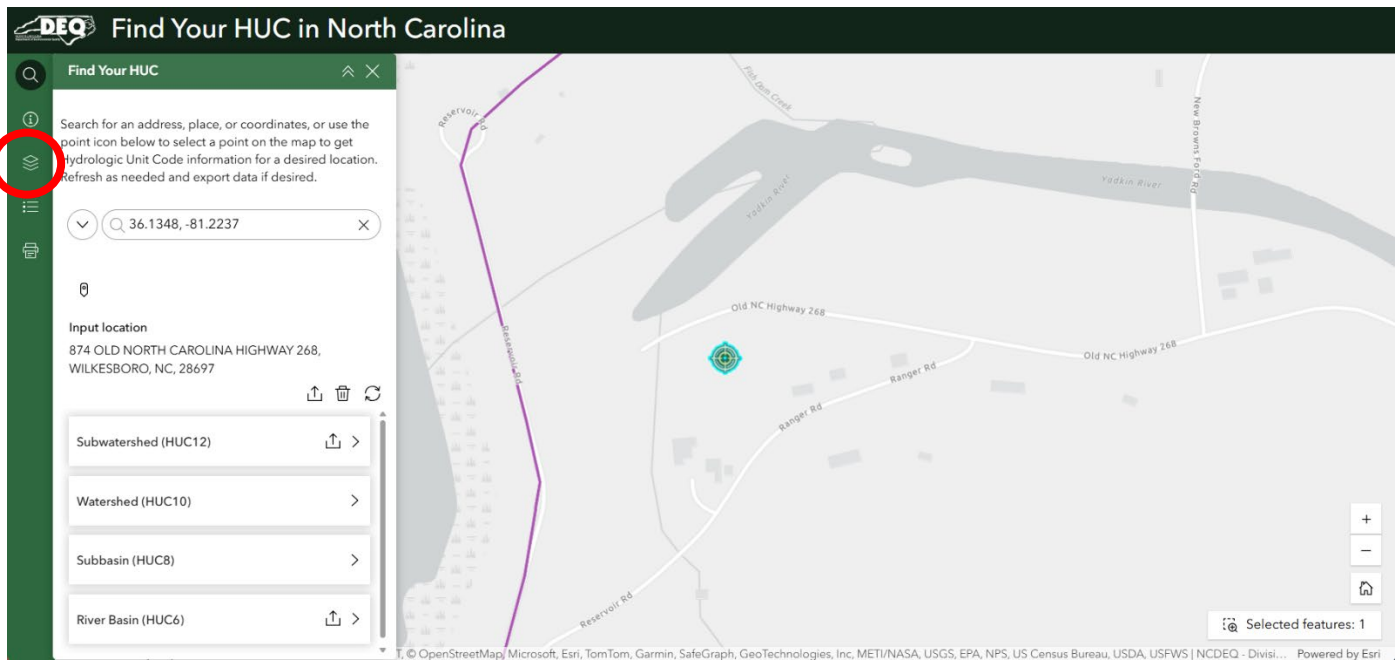 DEQ
Find Your HUC in North Carolina
Find Your HUC
Search for an address, place, or coordinates, or use the
point icon below to select a point on the map to get
Hydrologic Unit Code information for a desired location.
Refresh as needed and export data if desired.
36.1348, -81.2237
Input location
874 OLD NORTH CAROLINA HIGHWAY 268,
WILKESBORO, NC, 28697
Subwatershed (HUC12)
Watershed (HUC10)
Subbasin (HUC8)
River Basin (HUC6)
Reservoir Rd
Fish Dam Creek
New Browns Ford Rd
Yadkin River
Yadkin River
Old NC Highway 268
Reservoir Rd
Old NC Highway 268
Ranger Rd
Ranger Rd
Reservoir Rd
+
−
Selected features: 1
T, © OpenStreetMap, Microsoft, Esri, TomTom, Garmin, SafeGraph, GeoTechnologies, Inc, METI/NASA, USGS, EPA, NPS, US Census Bureau, USDA, USFWS | NCDEQ - Divisi... Powered by Esri